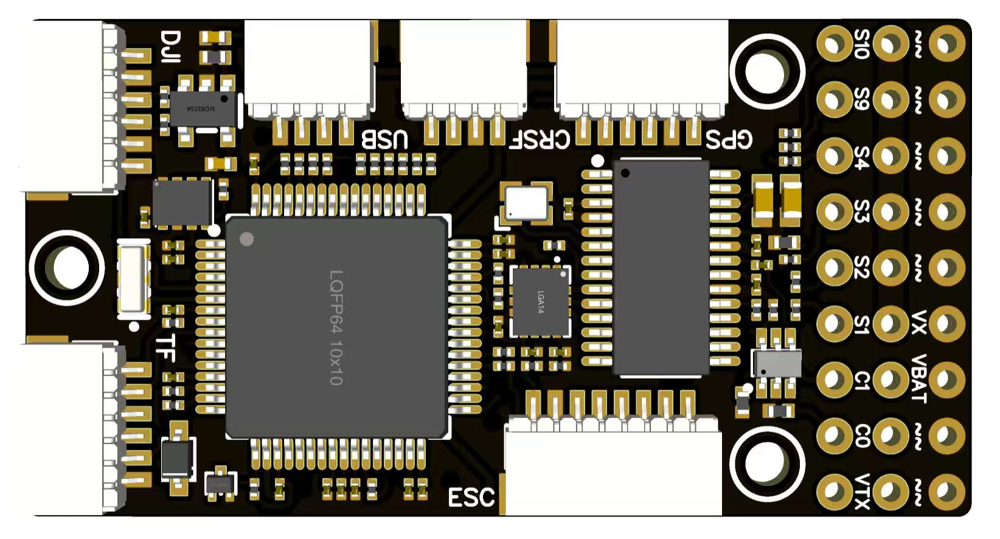 DJI
MD8233A
USB
CRSF
GPS
LQFP64 10x10
LGA14
TF
ESC
S10
S9
S4
S3
S2
S1
C1
C0
VTX
VX
VBAT